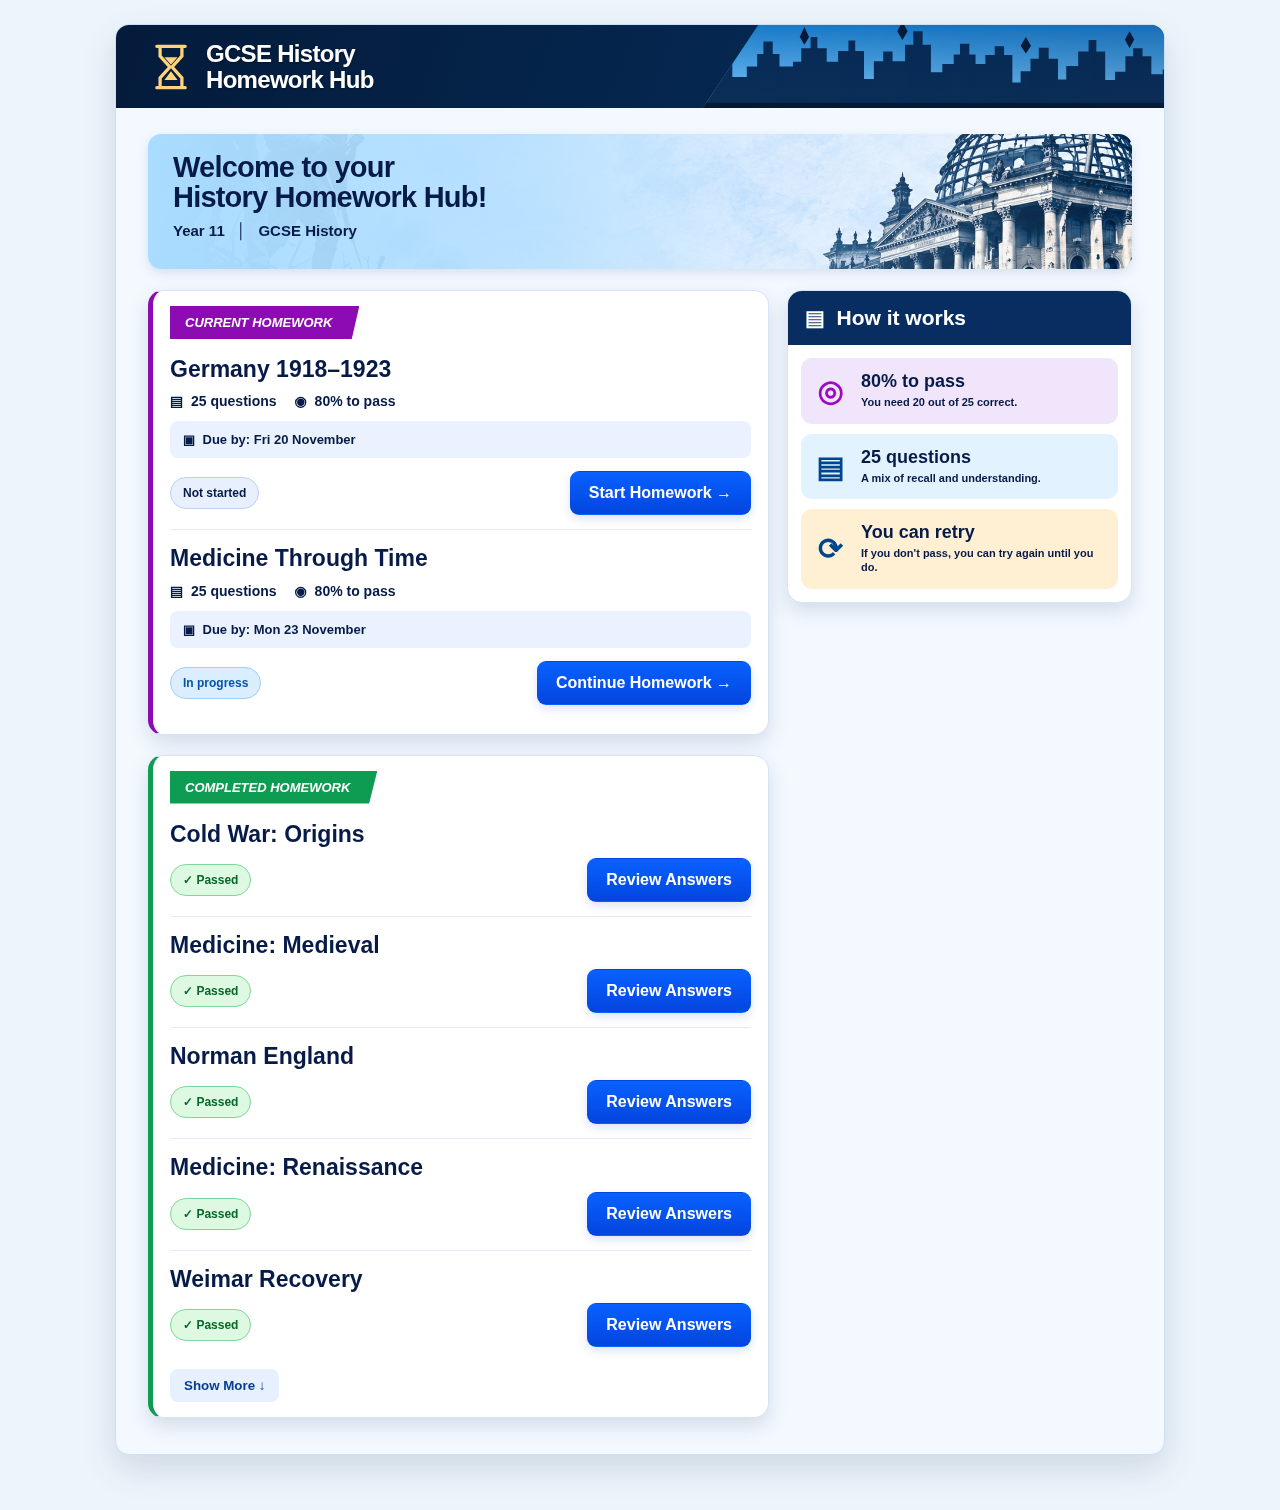 GCSE History
Homework Hub
Welcome to your
History Homework Hub!
Year 11 | GCSE History
CURRENT HOMEWORK
Germany 1918–1923
25 questions 80% to pass
Due by: Fri 20 November
Not started
Start Homework →
Medicine Through Time
25 questions 80% to pass
Due by: Mon 23 November
In progress
Continue Homework →
COMPLETED HOMEWORK
Cold War: Origins
✓ Passed
Review Answers
Medicine: Medieval
✓ Passed
Review Answers
Norman England
✓ Passed
Review Answers
Medicine: Renaissance
✓ Passed
Review Answers
Weimar Recovery
✓ Passed
Review Answers
Show More ↓
How it works
80% to pass
You need 20 out of 25 correct.
25 questions
A mix of recall and understanding.
You can retry
If you don't pass, you can try again until you
do.